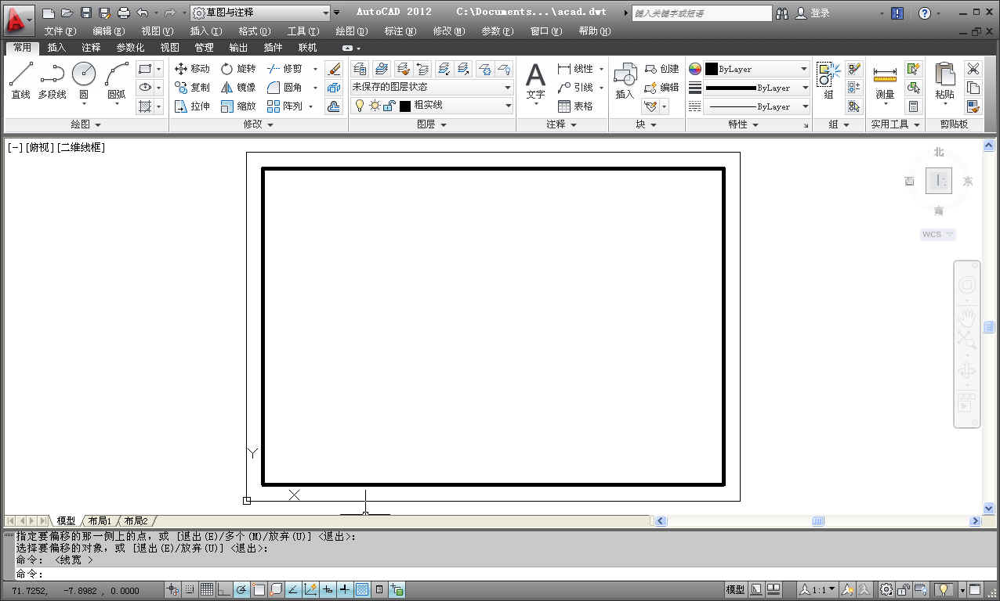 草图与注释 AutoCAD 2012 C:\Documents...\acad.dwt 键入关键字或短语 登录
文件(F) 编辑(E) 视图(V) 插入(I) 格式(O) 工具(T) 绘图(D) 标注(N) 修改(M) 参数(P) 窗口(W) 帮助(H)
常用 插入 注释 参数化 视图 管理 输出 插件 联机
移动 旋转 修剪 ByLayer 线性 创建
未保存的图层状态
直线 多段线 圆 圆弧 复制 镜像 圆角 文字 引线 插入 编辑 ByLayer 组 测量 粘贴
拉伸 缩放 阵列 粗实线 表格 ByLayer
绘图 修改 图层 注释 块 特性 组 实用工具 剪贴板
[-][俯视][二维线框]
北
西 上 东
南
WCS
Y
X
模型 布局1 布局2
指定要偏移的那一侧上的点，或 [退出(E)/多个(M)/放弃(U)] <退出>:
选择要偏移的对象，或 [退出(E)/放弃(U)] <退出>:
命令: <线宽 >
命令:
71.7252, -7.8982 , 0.0000 模型 1:1